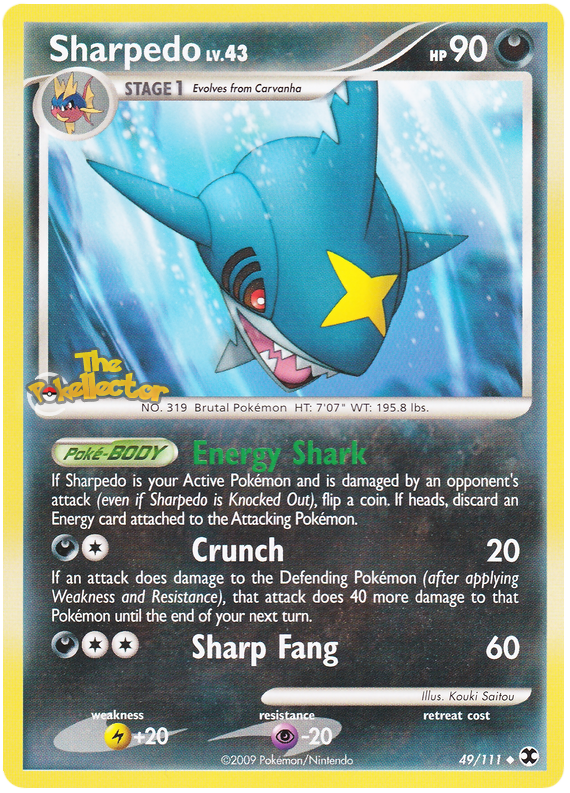 Sharpedo LV.43
HP 90
STAGE 1 Evolves from Carvanha
The
Pokellector
NO. 319 Brutal Pokémon HT: 7'07" WT: 195.8 lbs.
Poké-BODY Energy Shark
If Sharpedo is your Active Pokémon and is damaged by an opponent's
attack (even if Sharpedo is Knocked Out), flip a coin. If heads, discard an
Energy card attached to the Attacking Pokémon.
Crunch 20
If an attack does damage to the Defending Pokémon (after applying
Weakness and Resistance), that attack does 40 more damage to that
Pokémon until the end of your next turn.
Sharp Fang 60
Illus. Kouki Saitou
weakness resistance retreat cost
+20 -20
©2009 Pokémon/Nintendo 49/111